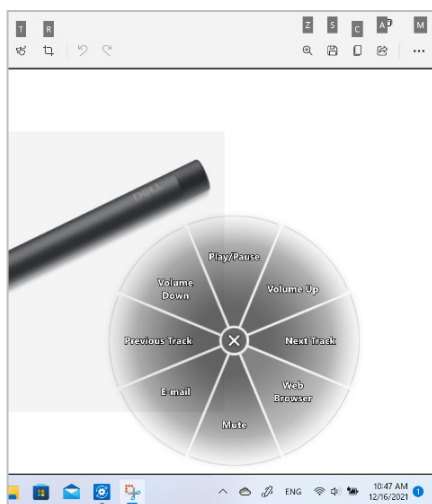 T R Z S C A M
DELL
Play/Pause
Volume
Down
Volume Up
Previous Track
Next Track
E-mail
Web
Browser
Mute
ENG
10:47 AM
12/16/2021
1